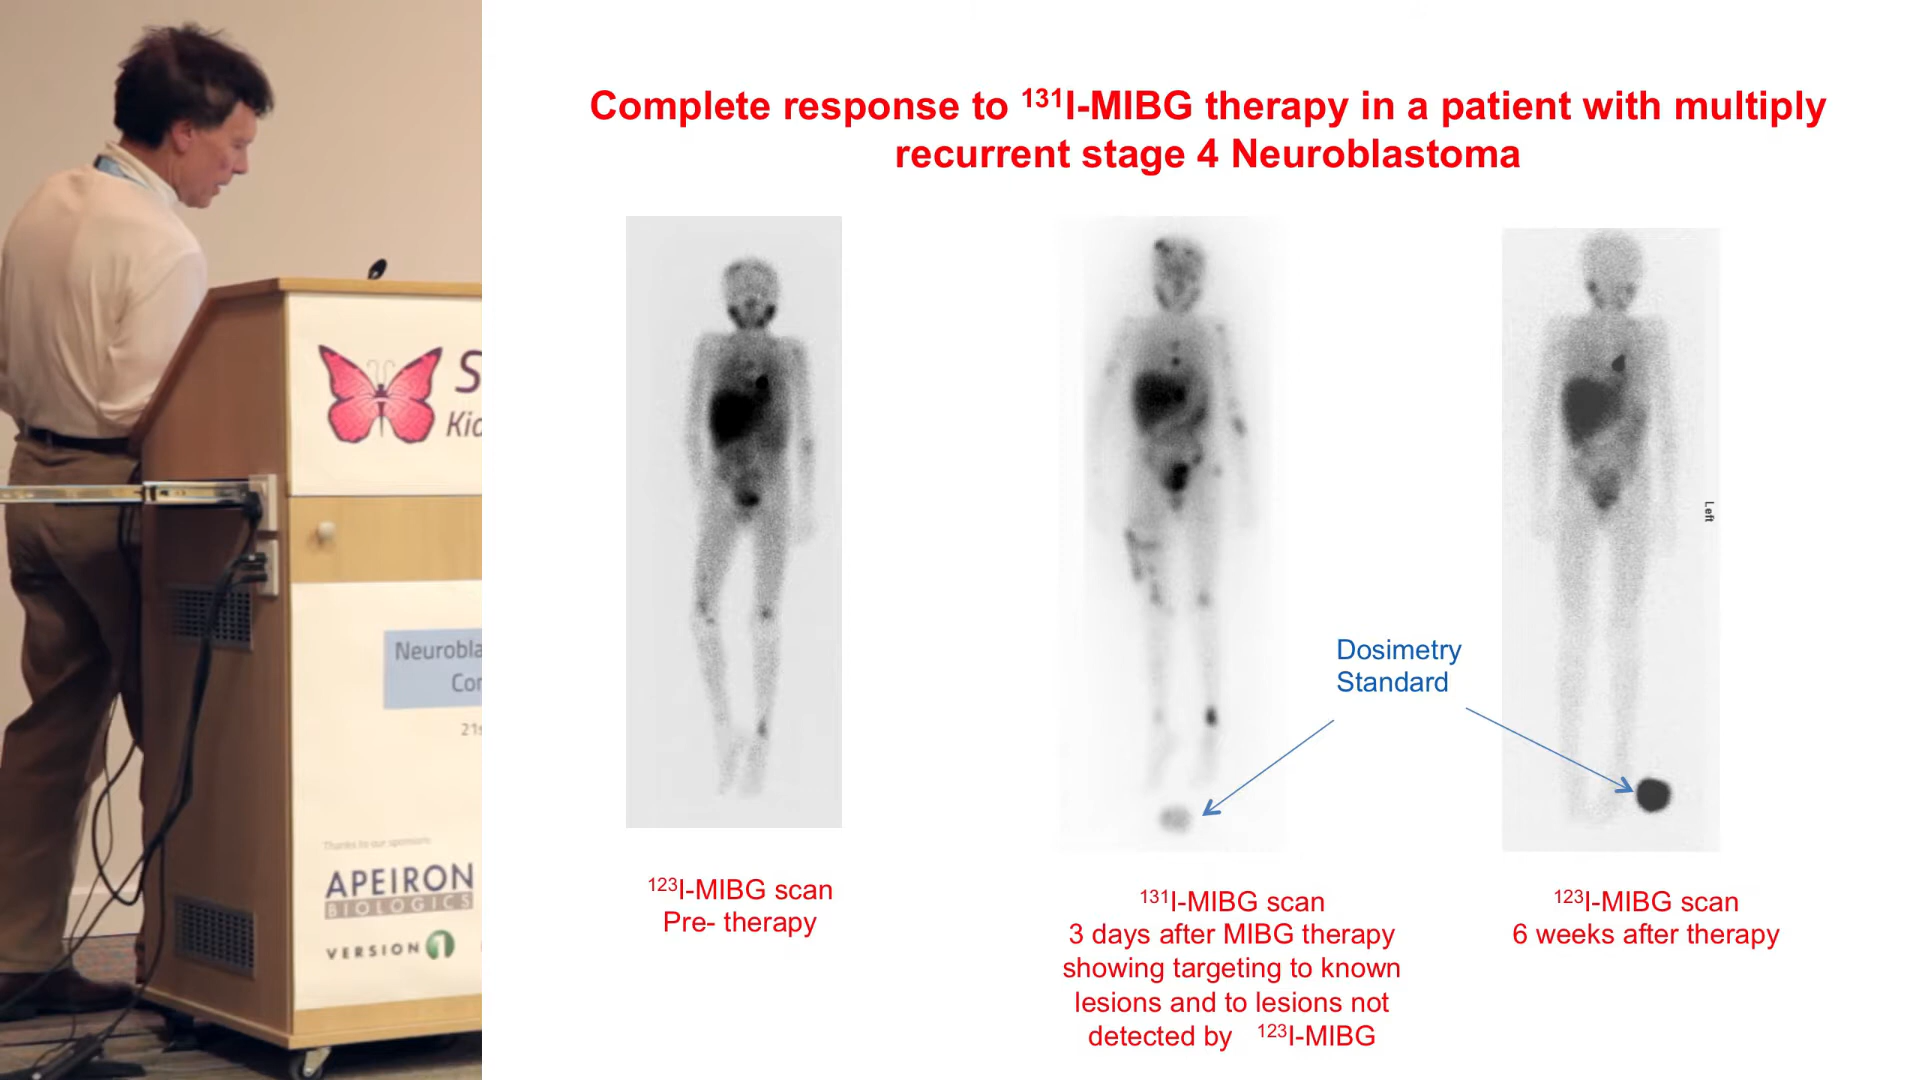 Complete response to ¹³¹I-MIBG therapy in a patient with multiply
recurrent stage 4 Neuroblastoma
Left
Dosimetry
Standard
¹²³I-MIBG scan
Pre- therapy
¹³¹I-MIBG scan
3 days after MIBG therapy
showing targeting to known
lesions and to lesions not
detected by ¹²³I-MIBG
¹²³I-MIBG scan
6 weeks after therapy
S
Kid
Neurobla
Con
21s
Thanks to our sponsors
APEIRON
BIOLOGICS
VERSION 1